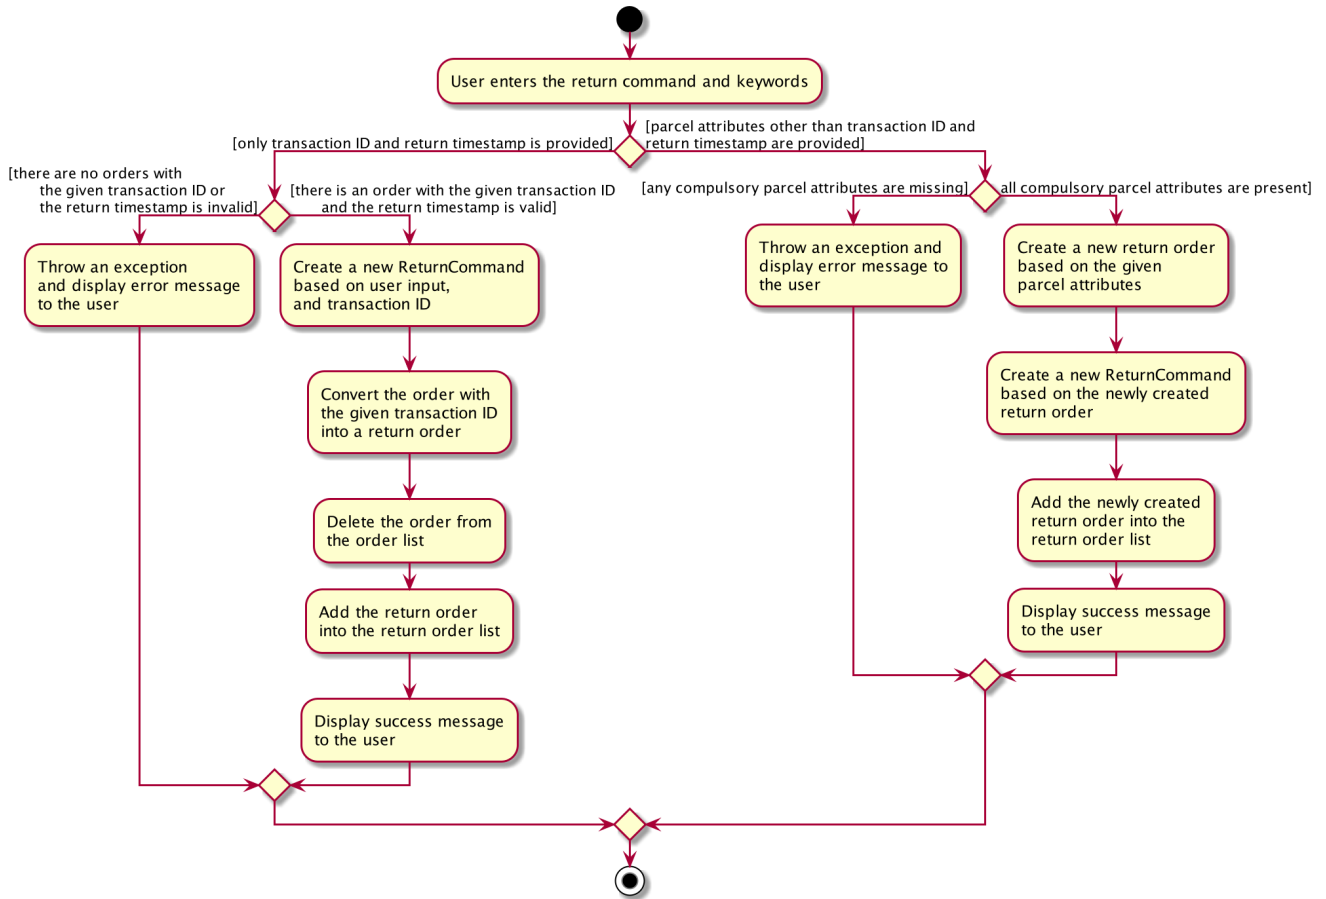 User enters the return command and keywords
[only transaction ID and return timestamp is provided]
[parcel attributes other than transaction ID and
return timestamp are provided]
[there are no orders with
the given transaction ID or
the return timestamp is invalid]
[there is an order with the given transaction ID
and the return timestamp is valid]
[any compulsory parcel attributes are missing]
all compulsory parcel attributes are present]
Throw an exception
and display error message
to the user
Create a new ReturnCommand
based on user input,
and transaction ID
Convert the order with
the given transaction ID
into a return order
Delete the order from
the order list
Add the return order
into the return order list
Display success message
to the user
Throw an exception and
display error message to
the user
Create a new return order
based on the given
parcel attributes
Create a new ReturnCommand
based on the newly created
return order
Add the newly created
return order into the
return order list
Display success message
to the user